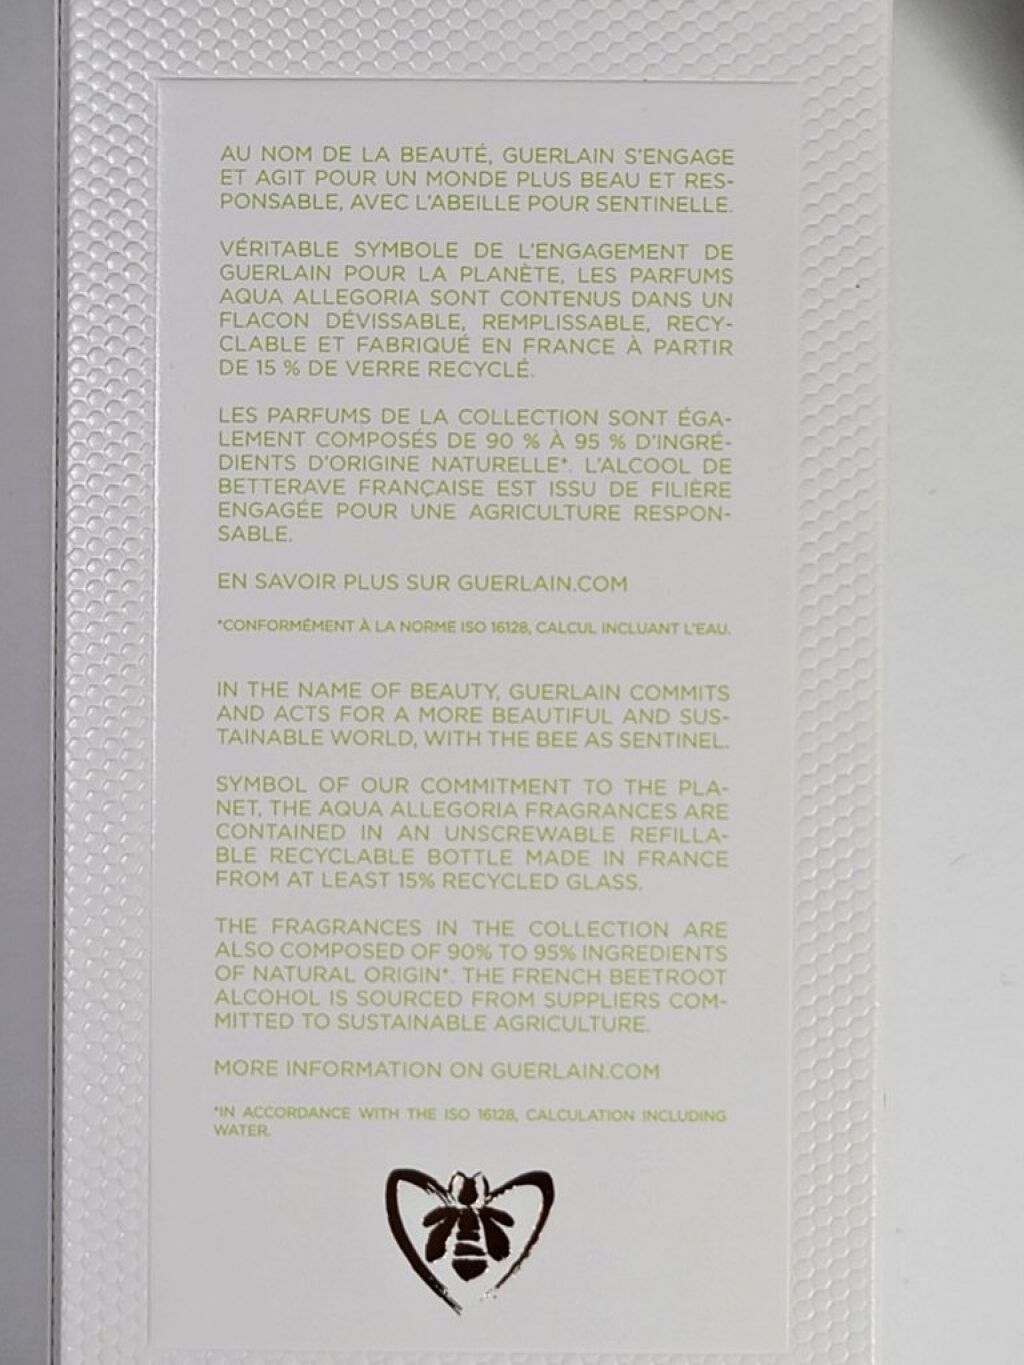 AU NOM DE LA BEAUTÉ, GUERLAIN S'ENGAGE
ET AGIT POUR UN MONDE PLUS BEAU ET RES-
PONSABLE, AVEC L'ABEILLE POUR SENTINELLE.
VÉRITABLE SYMBOLE DE L'ENGAGEMENT DE
GUERLAIN POUR LA PLANÈTE, LES PARFUMS
AQUA ALLEGORIA SONT CONTENUS DANS UN
FLACON DÉVISSABLE, REMPLISSABLE, RECY-
CLABLE ET FABRIQUÉ EN FRANCE À PARTIR
DE 15 % DE VERRE RECYCLÉ.
LES PARFUMS DE LA COLLECTION SONT ÉGA-
LEMENT COMPOSÉS DE 90 % À 95 % D'INGRÉ-
DIENTS D'ORIGINE NATURELLE*. L'ALCOOL DE
BETTERAVE FRANÇAISE EST ISSU DE FILIÈRE
ENGAGÉE POUR UNE AGRICULTURE RESPON-
SABLE.
EN SAVOIR PLUS SUR GUERLAIN.COM
*CONFORMÉMENT À LA NORME ISO 16128, CALCUL INCLUANT L'EAU.
IN THE NAME OF BEAUTY, GUERLAIN COMMITS
AND ACTS FOR A MORE BEAUTIFUL AND SUS-
TAINABLE WORLD, WITH THE BEE AS SENTINEL.
SYMBOL OF OUR COMMITMENT TO THE PLA-
NET, THE AQUA ALLEGORIA FRAGRANCES ARE
CONTAINED IN AN UNSCREWABLE REFILLA-
BLE RECYCLABLE BOTTLE MADE IN FRANCE
FROM AT LEAST 15% RECYCLED GLASS.
THE FRAGRANCES IN THE COLLECTION ARE
ALSO COMPOSED OF 90% TO 95% INGREDIENTS
OF NATURAL ORIGIN*. THE FRENCH BEETROOT
ALCOHOL IS SOURCED FROM SUPPLIERS COM-
MITTED TO SUSTAINABLE AGRICULTURE.
MORE INFORMATION ON GUERLAIN.COM
*IN ACCORDANCE WITH THE ISO 16128, CALCULATION INCLUDING
WATER.